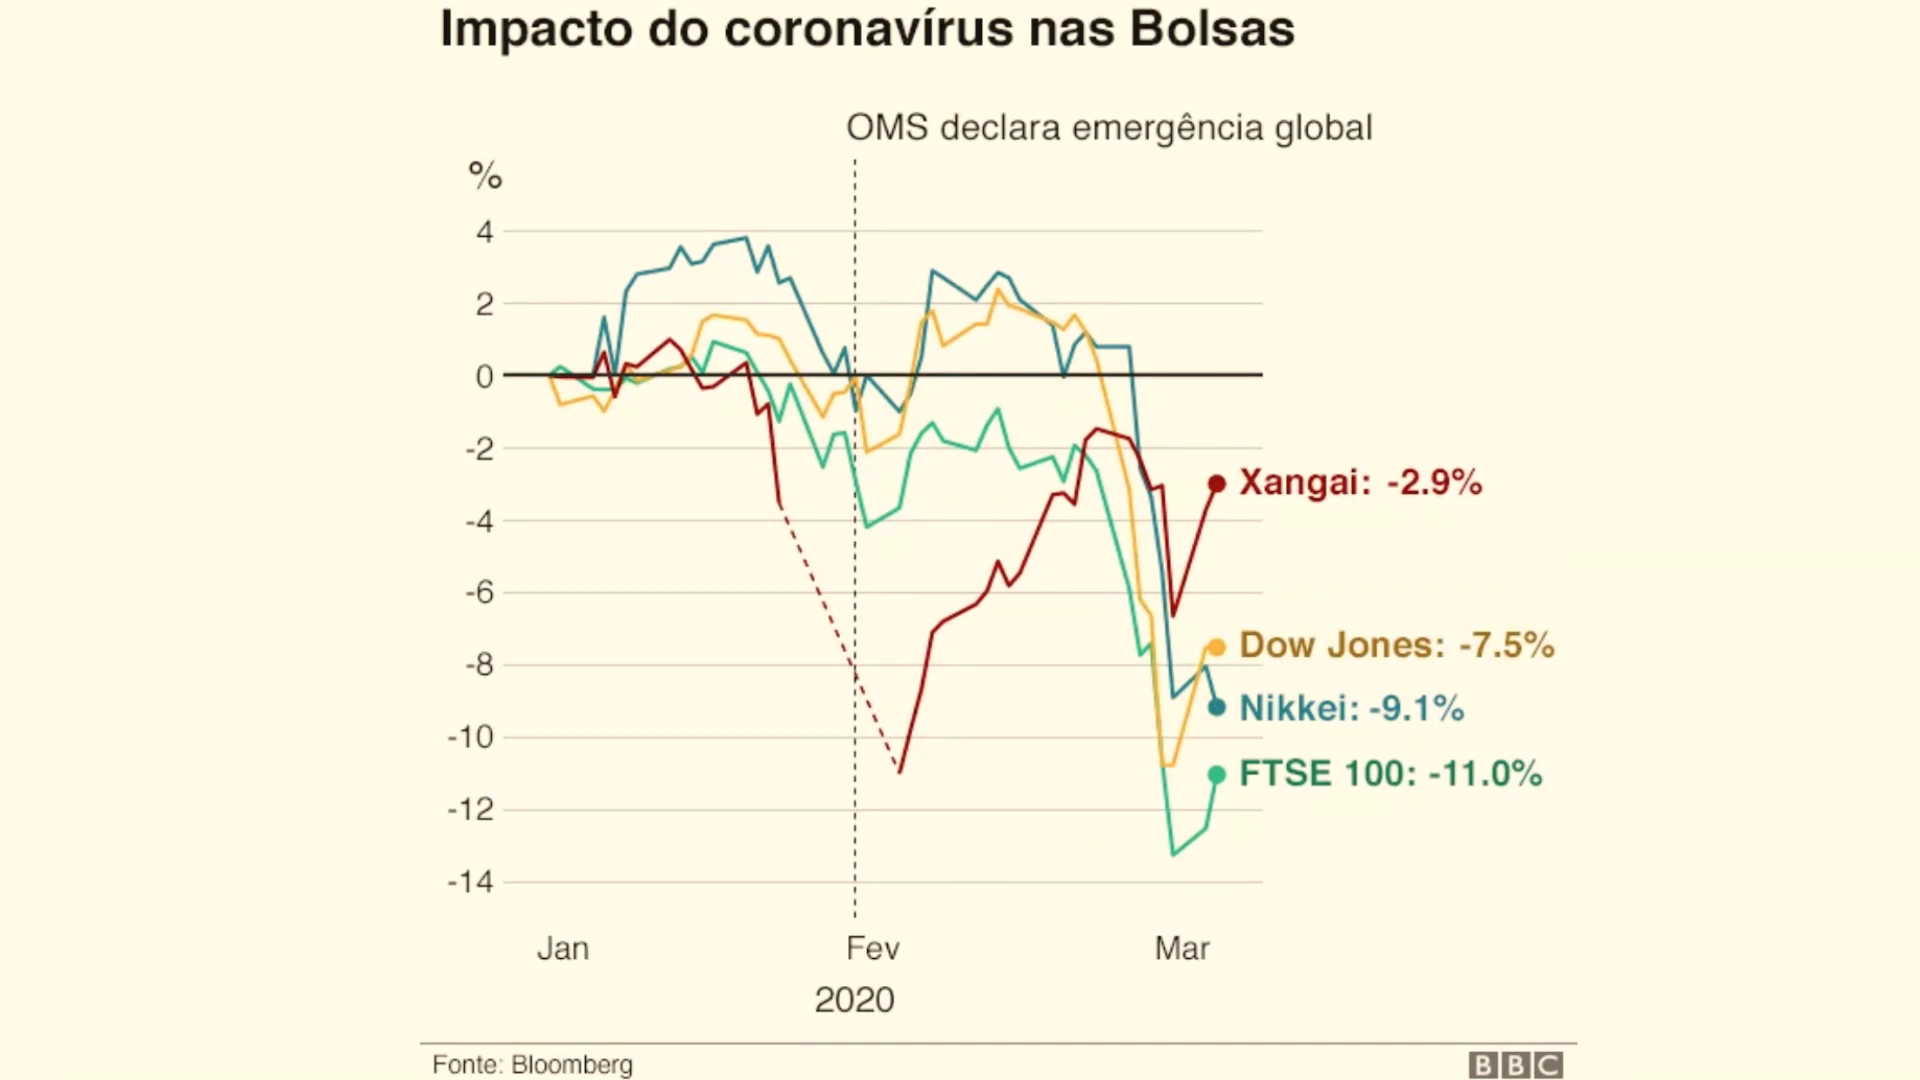 Impacto do coronavírus nas Bolsas
OMS declara emergência global
%
4
2
0
-2
-4
-6
-8
-10
-12
-14
Xangai: -2.9%
Dow Jones: -7.5%
Nikkei: -9.1%
FTSE 100: -11.0%
Jan Fev Mar
2020
Fonte: Bloomberg
BBC